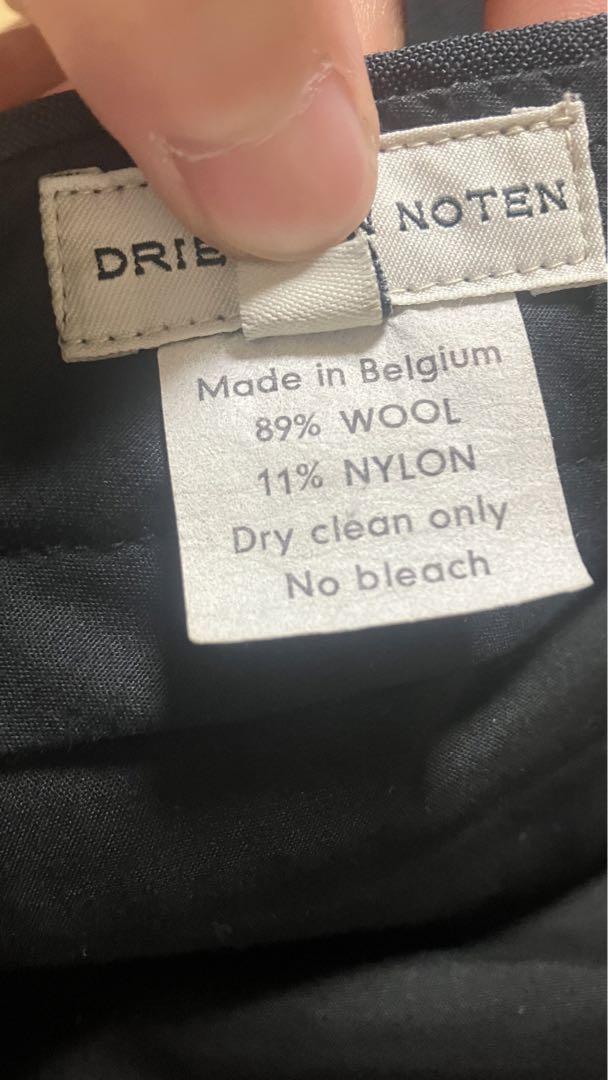 DRIE N NOTEN
Made in Belgium
89% WOOL
11% NYLON
Dry clean only
No bleach